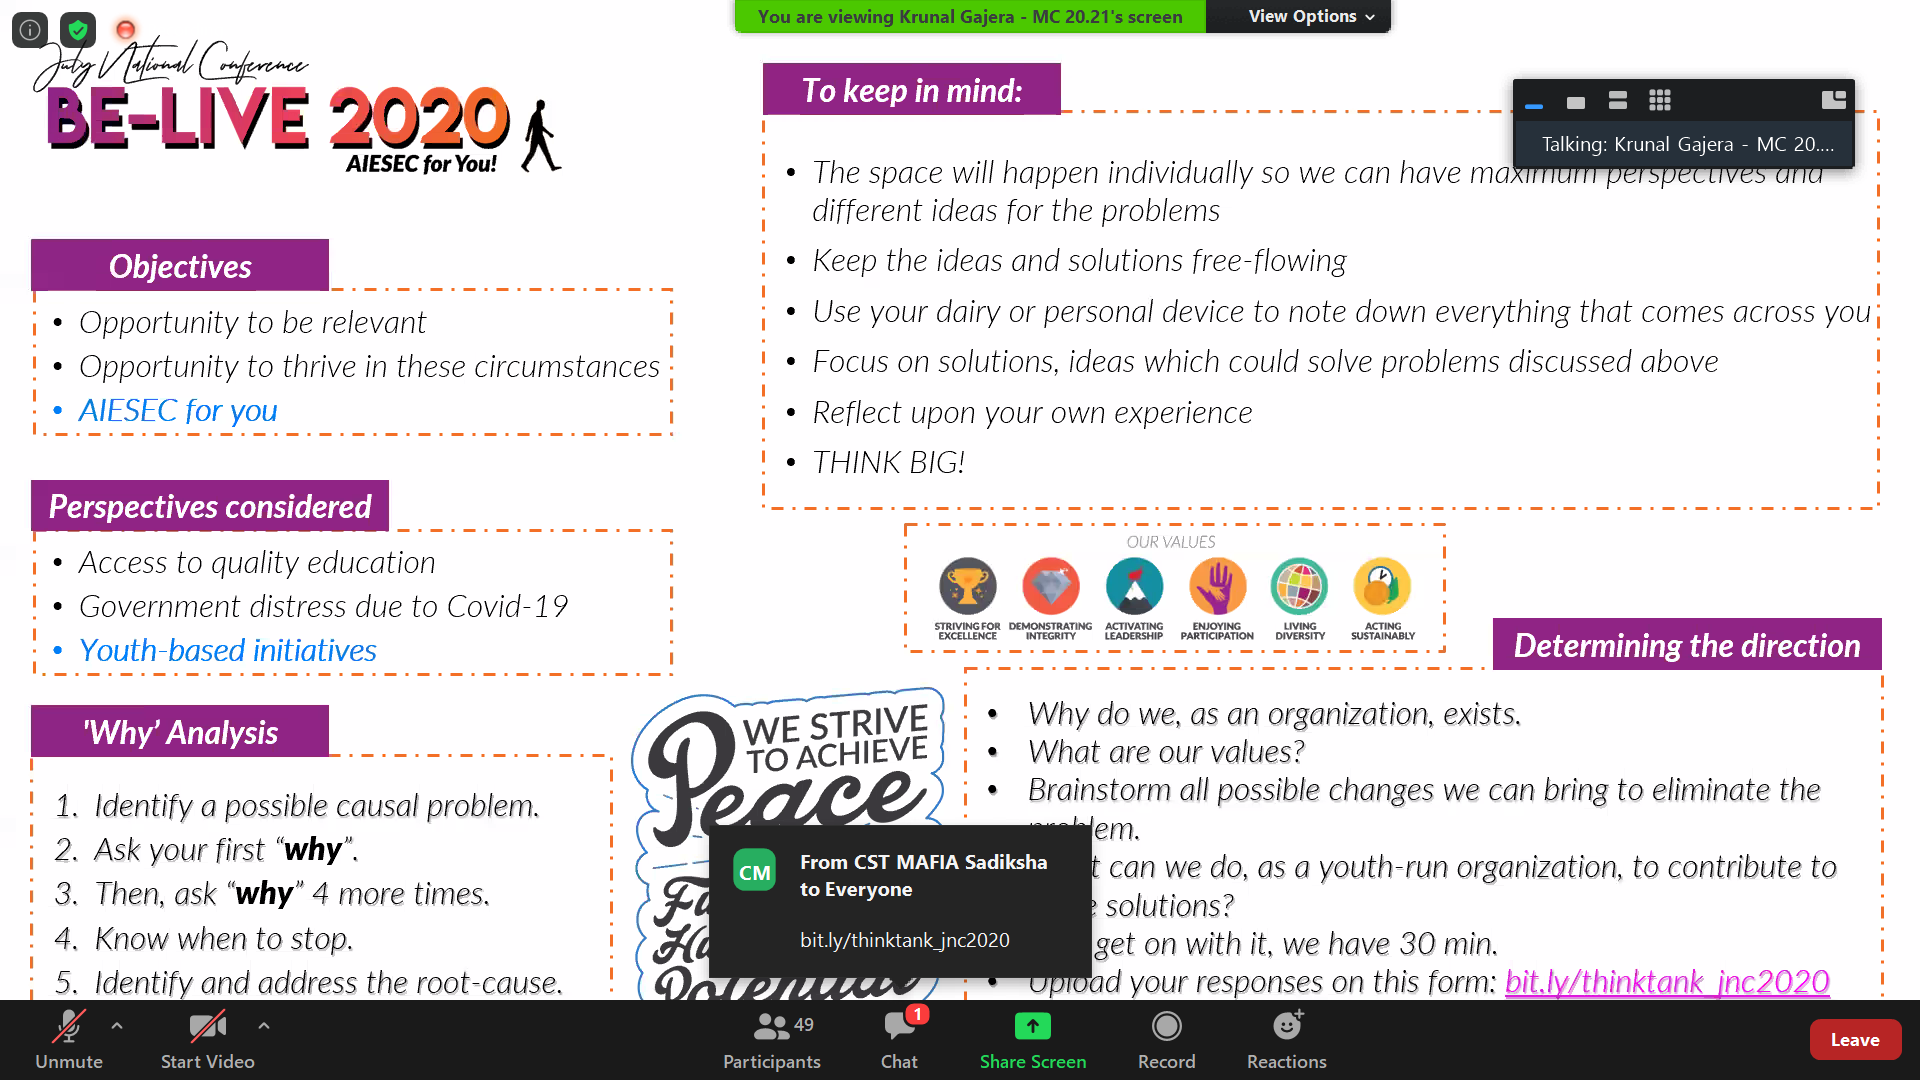 You are viewing Krunal Gajera - MC 20.21's screen
View Options
July National Conference
BE-LIVE 2020
AIESEC for You!
Objectives
• Opportunity to be relevant
• Opportunity to thrive in these circumstances
• AIESEC for you
Perspectives considered
• Access to quality education
• Government distress due to Covid-19
• Youth-based initiatives
'Why’ Analysis
1. Identify a possible causal problem.
2. Ask your first “why”.
3. Then, ask “why” 4 more times.
4. Know when to stop.
5. Identify and address the root-cause.
To keep in mind:
Talking: Krunal Gajera - MC 20....
• The space will happen individually so we can have maximum perspectives and
different ideas for the problems
• Keep the ideas and solutions free-flowing
• Use your dairy or personal device to note down everything that comes across you
• Focus on solutions, ideas which could solve problems discussed above
• Reflect upon your own experience
• THINK BIG!
OUR VALUES
STRIVING FOR
EXCELLENCE
DEMONSTRATING
INTEGRITY
ACTIVATING
LEADERSHIP
ENJOYING
PARTICIPATION
LIVING
DIVERSITY
ACTING
SUSTAINABLY
WE STRIVE
TO ACHIEVE
Peace
Potential
Determining the direction
• Why do we, as an organization, exists.
• What are our values?
• Brainstorm all possible changes we can bring to eliminate the
problem.
can we do, as a youth-run organization, to contribute to
solutions?
get on with it, we have 30 min.
• Upload your responses on this form: bit.ly/thinktank_jnc2020
CM
From CST MAFIA Sadiksha
to Everyone
bit.ly/thinktank_jnc2020
Unmute
Start Video
49
Participants
1
Chat
Share Screen
Record
Reactions
Leave